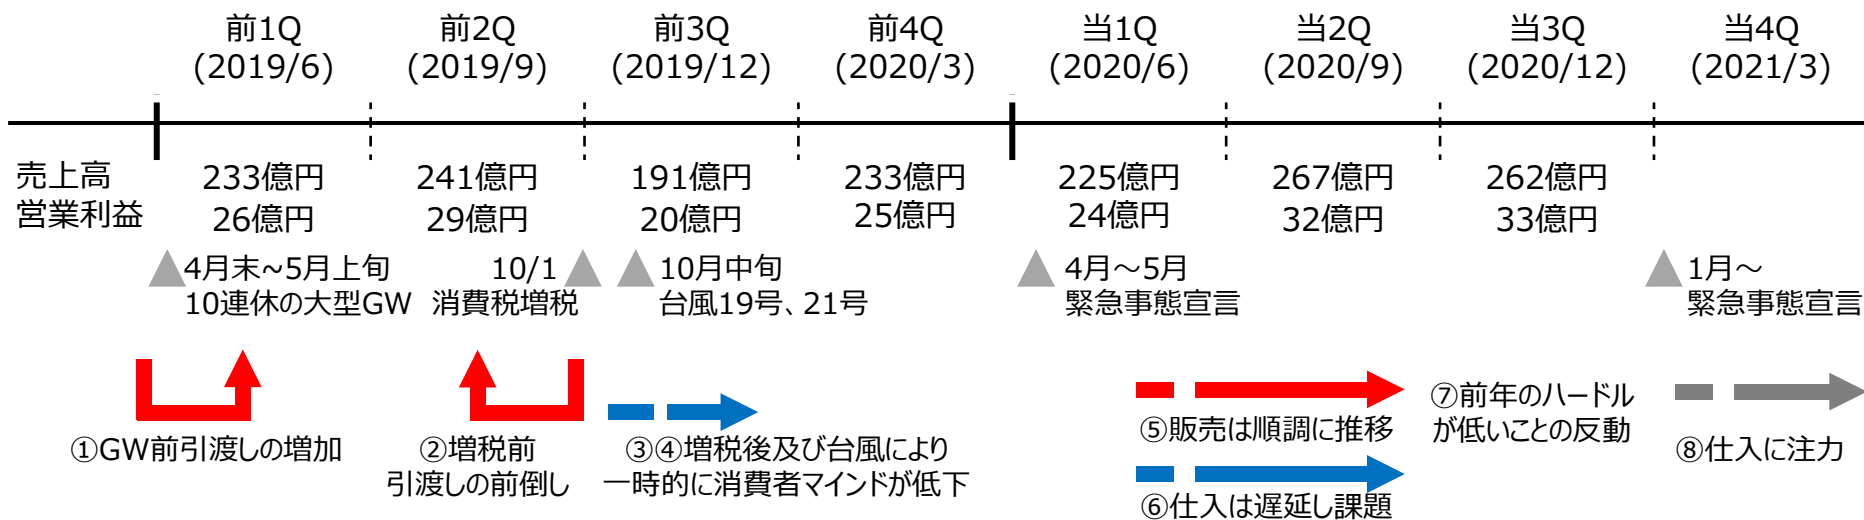 前1Q 前2Q 前3Q 前4Q 当1Q 当2Q 当3Q 当4Q
(2019/6) (2019/9) (2019/12) (2020/3) (2020/6) (2020/9) (2020/12) (2021/3)
売上高 233億円 241億円 191億円 233億円 225億円 267億円 262億円
営業利益 26億円 29億円 20億円 25億円 24億円 32億円 33億円
4月末~5月上旬
10連休の大型GW
10/1
消費税増税
10月中旬
台風19号、21号
4月～5月
緊急事態宣言
1月～
緊急事態宣言
①GW前引渡しの増加
②増税前
引渡しの前倒し
③④増税後及び台風により
一時的に消費者マインドが低下
⑤販売は順調に推移
⑥仕入は遅延し課題
⑦前年のハードル
が低いことの反動
⑧仕入に注力